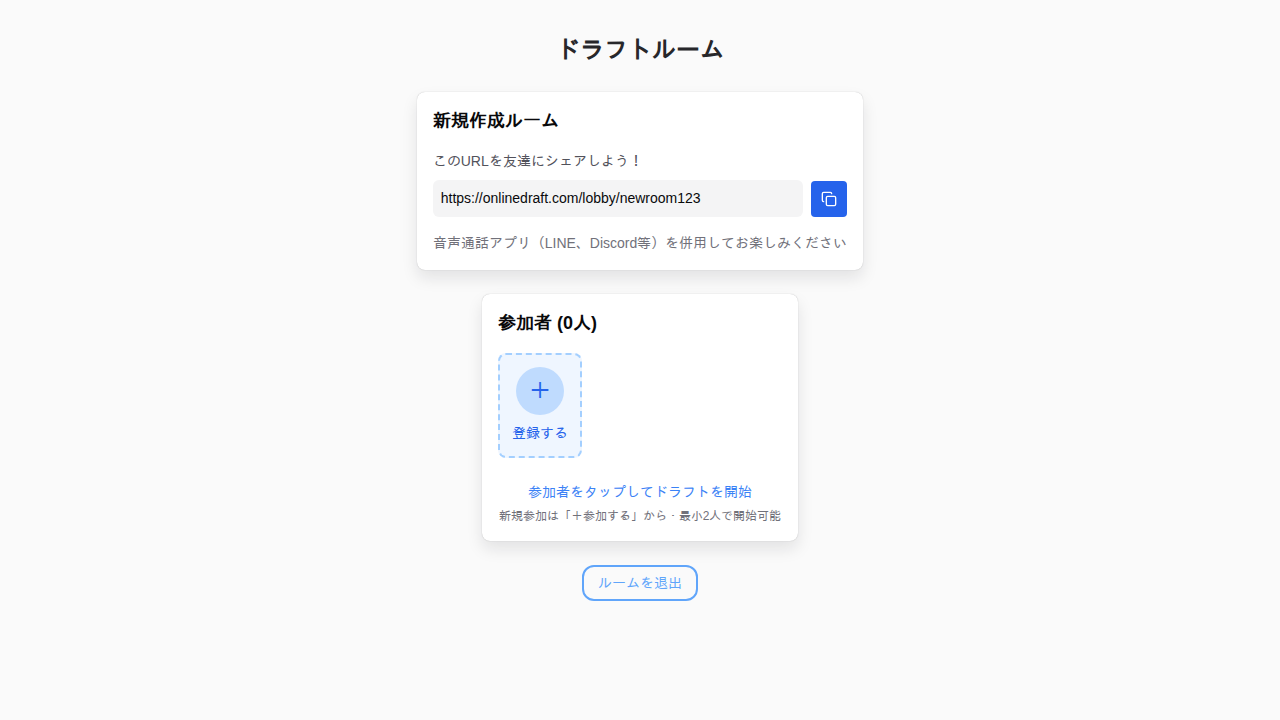 ドラフトルーム
新規作成ルーム
このURLを友達にシェアしよう！
https://onlinedraft.com/lobby/newroom123
音声通話アプリ（LINE、Discord等）を併用してお楽しみください
参加者 (0人)
登録する
参加者をタップしてドラフトを開始
新規参加は「＋参加する」から · 最小2人で開始可能
ルームを退出